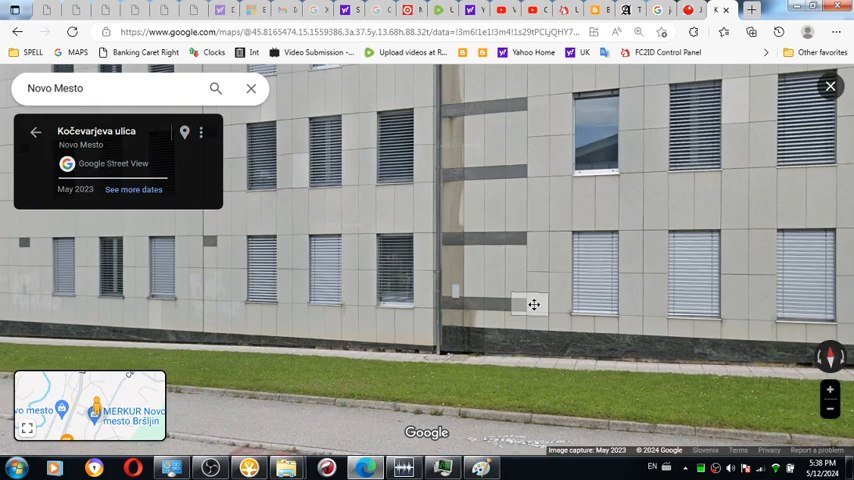 https://www.google.com/maps/@45.8165474,15.1559386,3a,37.5y,13.68h,88.32t/data=!3m6!1e1!3m4!1s29tPCLjQHY7...
SPELL
MAPS
Banking Caret Right
Clocks
Int
Video Submission -...
Upload videos at R...
Yahoo Home
UK
FC2ID Control Panel
Other favorites
Novo Mesto
Kočevarjeva ulica
Novo Mesto
Google Street View
May 2023
See more dates
vo mesto
MERKUR Novo
mesto Bršljin
Google
Image capture: May 2023
© 2024 Google
Slovenia
Terms
Privacy
Report a problem
EN
5:38 PM
5/12/2024